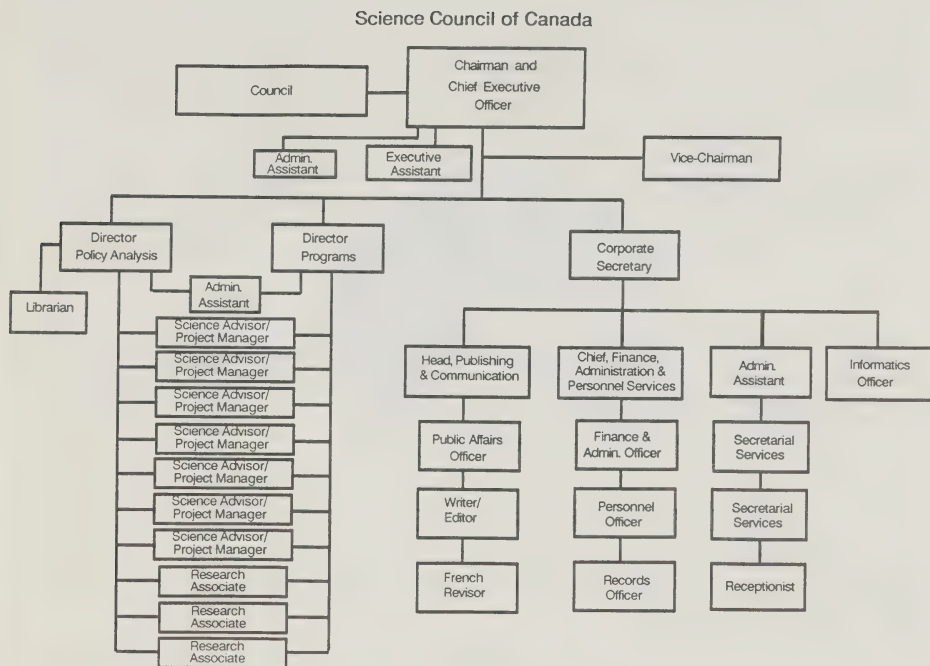 Science Council of Canada
Chairman and
Chief Executive
Officer
Council
Admin.
Assistant
Executive
Assistant
Vice-Chairman
Director
Policy Analysis
Director
Programs
Corporate
Secretary
Librarian
Admin.
Assistant
Science Advisor/
Project Manager
Science Advisor/
Project Manager
Science Advisor/
Project Manager
Science Advisor/
Project Manager
Science Advisor/
Project Manager
Science Advisor/
Project Manager
Science Advisor/
Project Manager
Research
Associate
Research
Associate
Research
Associate
Head, Publishing
& Communication
Chief, Finance,
Administration &
Personnel Services
Admin.
Assistant
Informatics
Officer
Public Affairs
Officer
Finance &
Admin. Officer
Secretarial
Services
Writer/
Editor
Personnel
Officer
Secretarial
Services
French
Revisor
Records
Officer
Receptionist